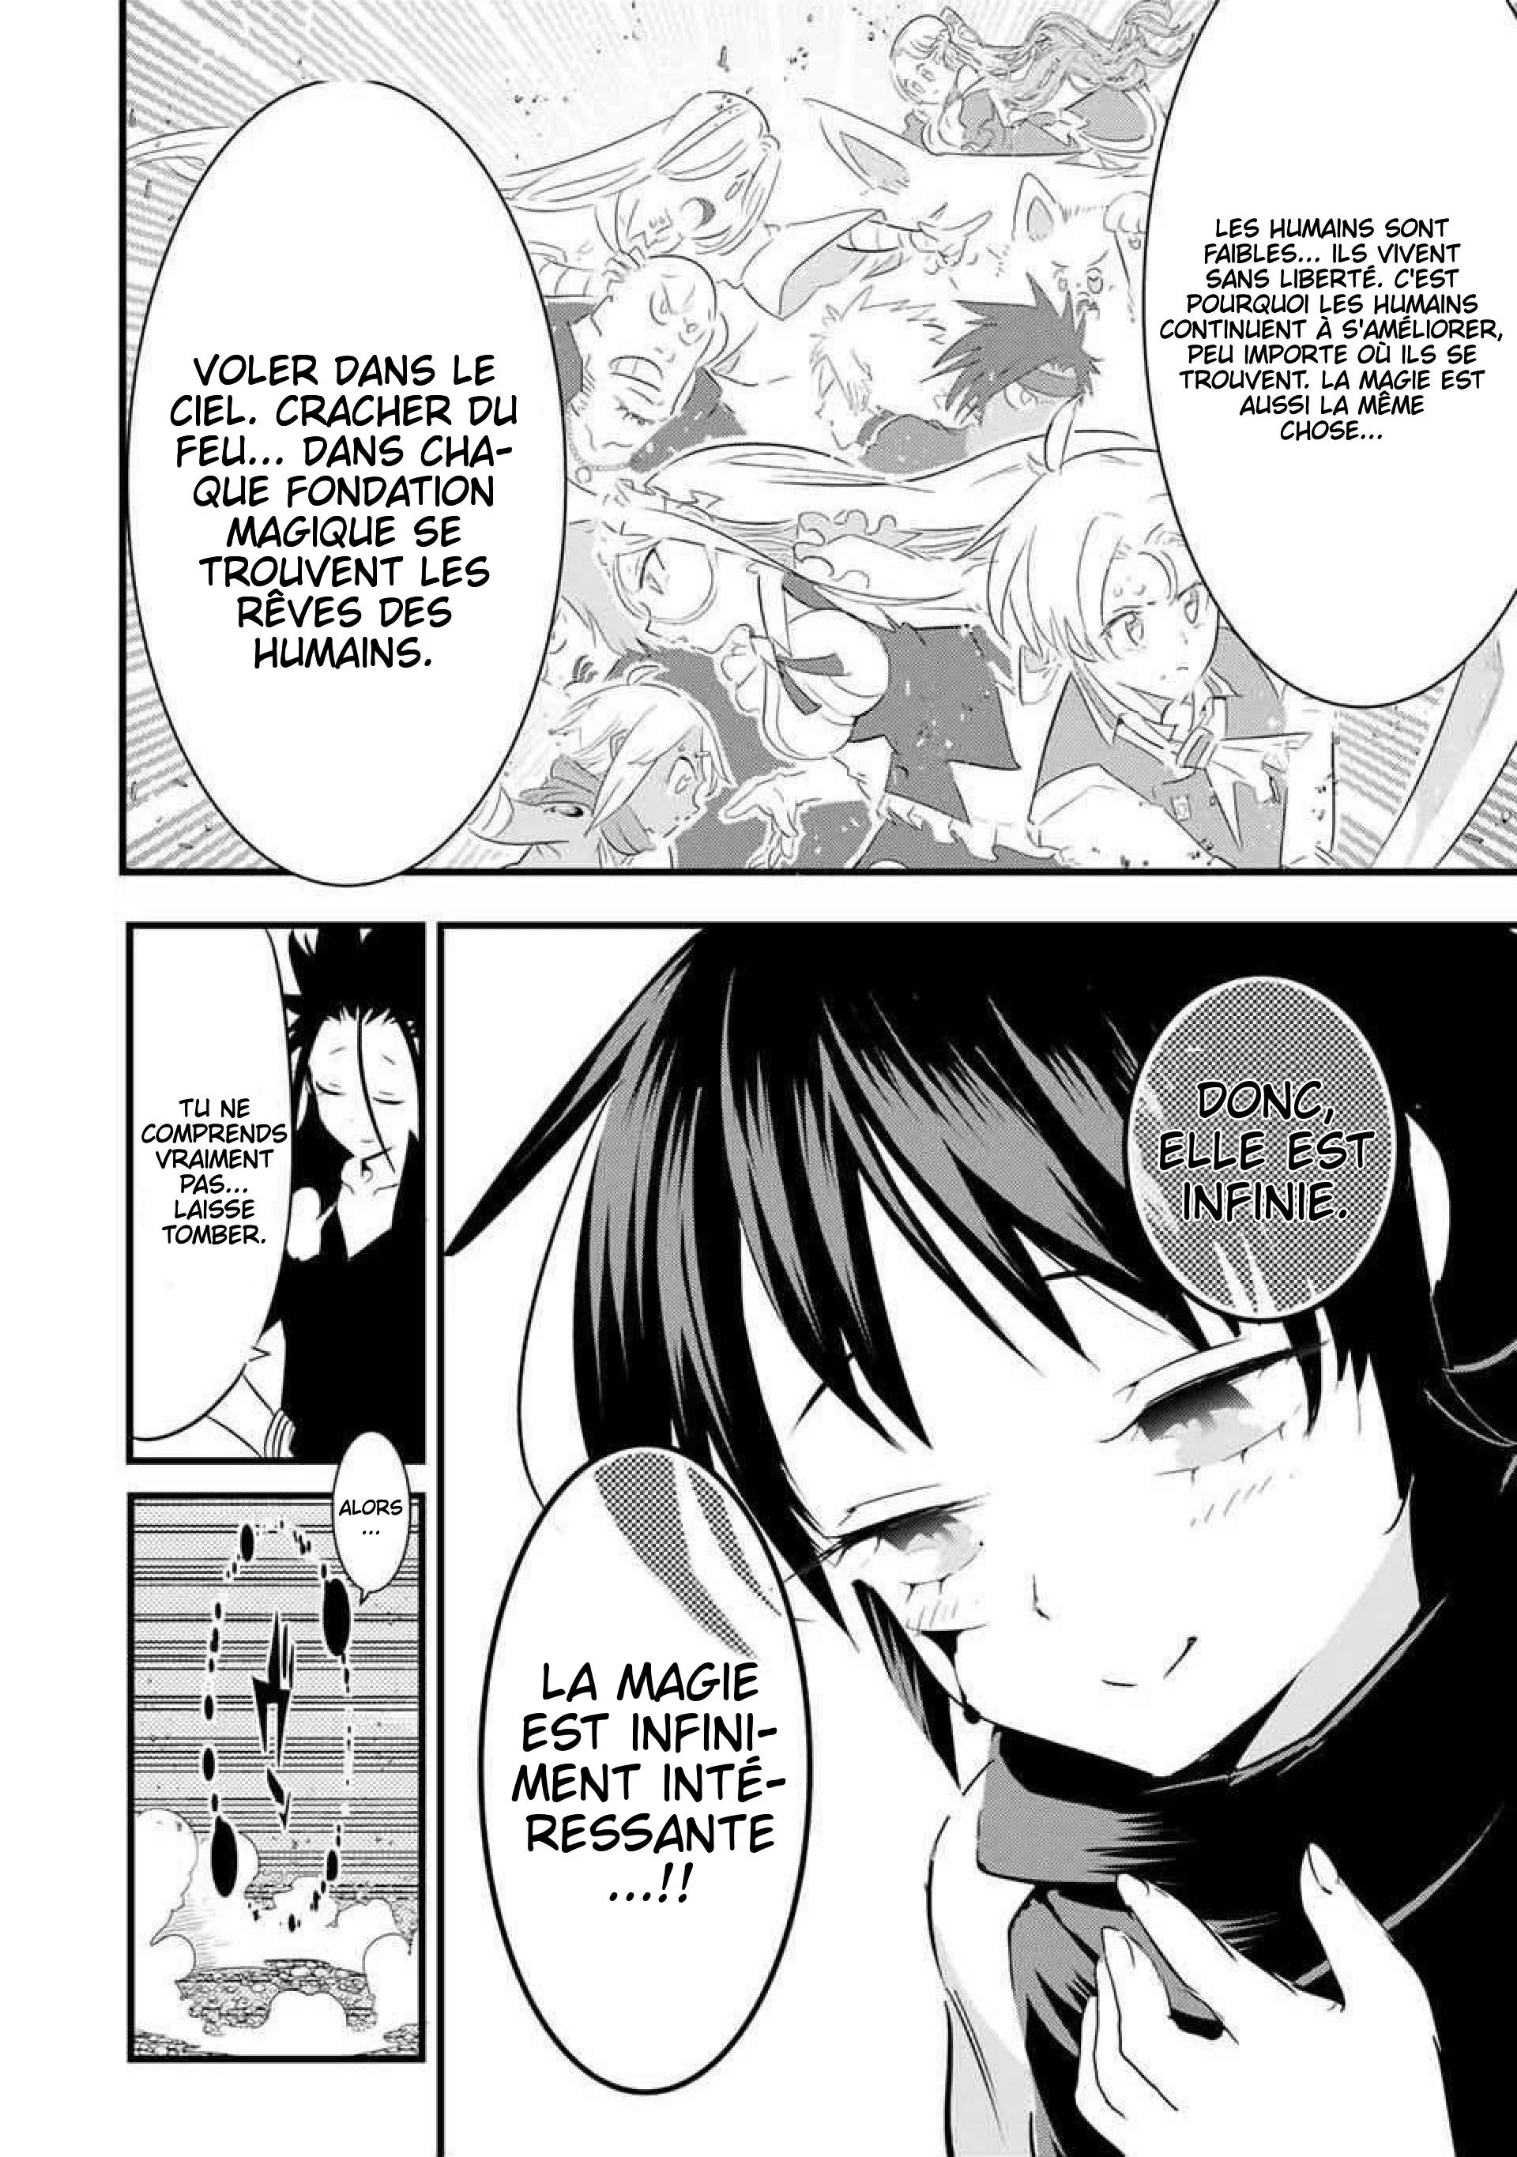 LES HUMAINS SONT
FAIBLES... ILS VIVENT
SANS LIBERTÉ. C'EST
POURQUOI LES HUMAINS
CONTINUENT À S'AMÉLIORER,
PEU IMPORTE OÙ ILS SE
TROUVENT. LA MAGIE EST
AUSSI LA MÊME
CHOSE...
VOLER DANS LE
CIEL. CRACHER DU
FEU... DANS CHA-
QUE FONDATION
MAGIQUE SE
TROUVENT LES
RÊVES DES
HUMAINS.
DONC,
ELLE EST
INFINIE.
LA MAGIE
EST INFINI-
MENT INTÉ-
RESSANTE
...!!
TU NE
COMPRENDS
VRAIMENT
PAS...
LAISSE
TOMBER.
ALORS
...